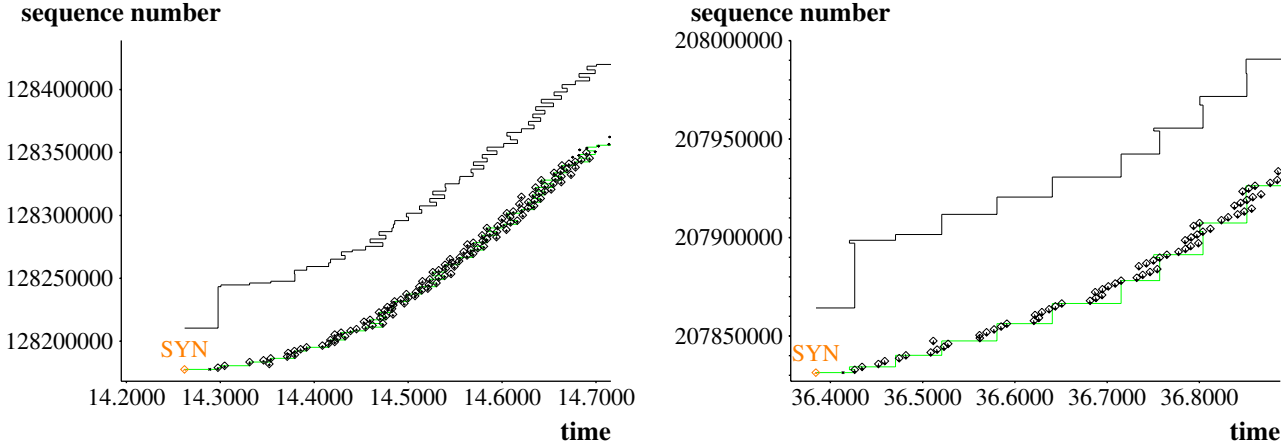 sequence number
128400000
128350000
128300000
128250000
128200000
SYN
14.2000 14.3000 14.4000 14.5000 14.6000 14.7000
time
sequence number
208000000
207950000
207900000
207850000
SYN
36.4000 36.5000 36.6000 36.7000 36.8000
time